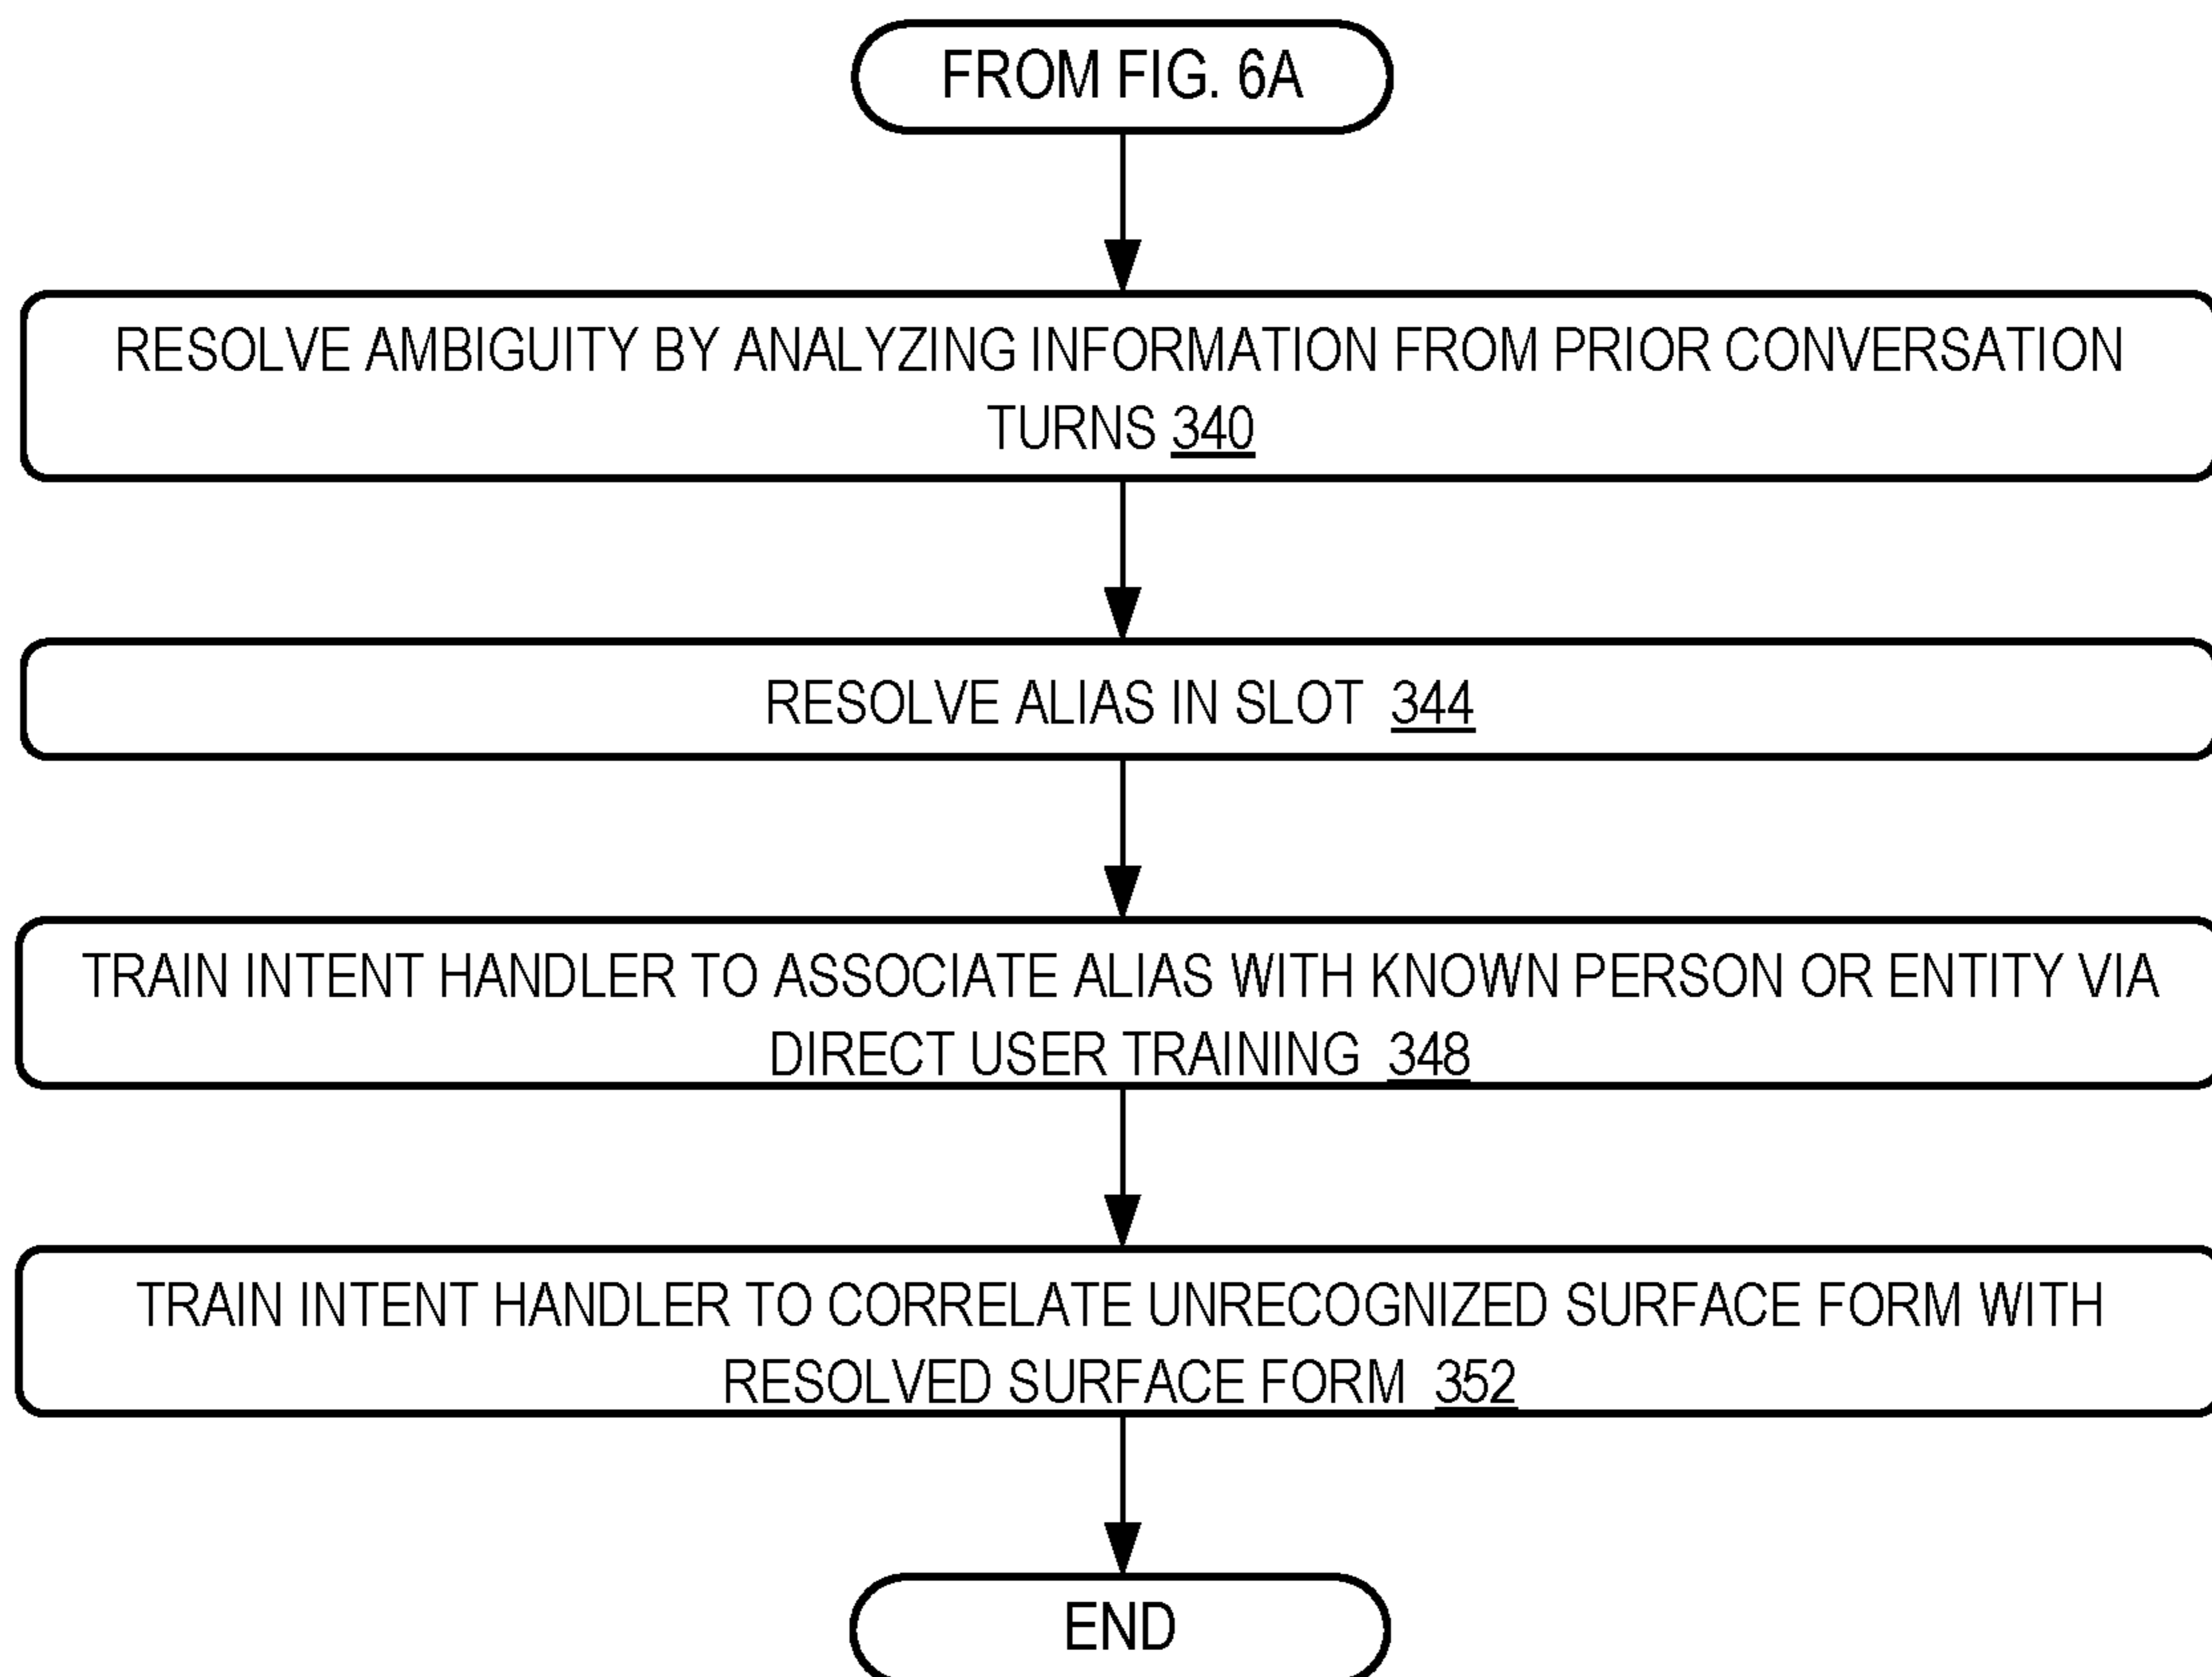 FROM FIG. 6A
RESOLVE AMBIGUITY BY ANALYZING INFORMATION FROM PRIOR CONVERSATION
TURNS 340
RESOLVE ALIAS IN SLOT 344
TRAIN INTENT HANDLER TO ASSOCIATE ALIAS WITH KNOWN PERSON OR ENTITY VIA
DIRECT USER TRAINING 348
TRAIN INTENT HANDLER TO CORRELATE UNRECOGNIZED SURFACE FORM WITH
RESOLVED SURFACE FORM 352
END